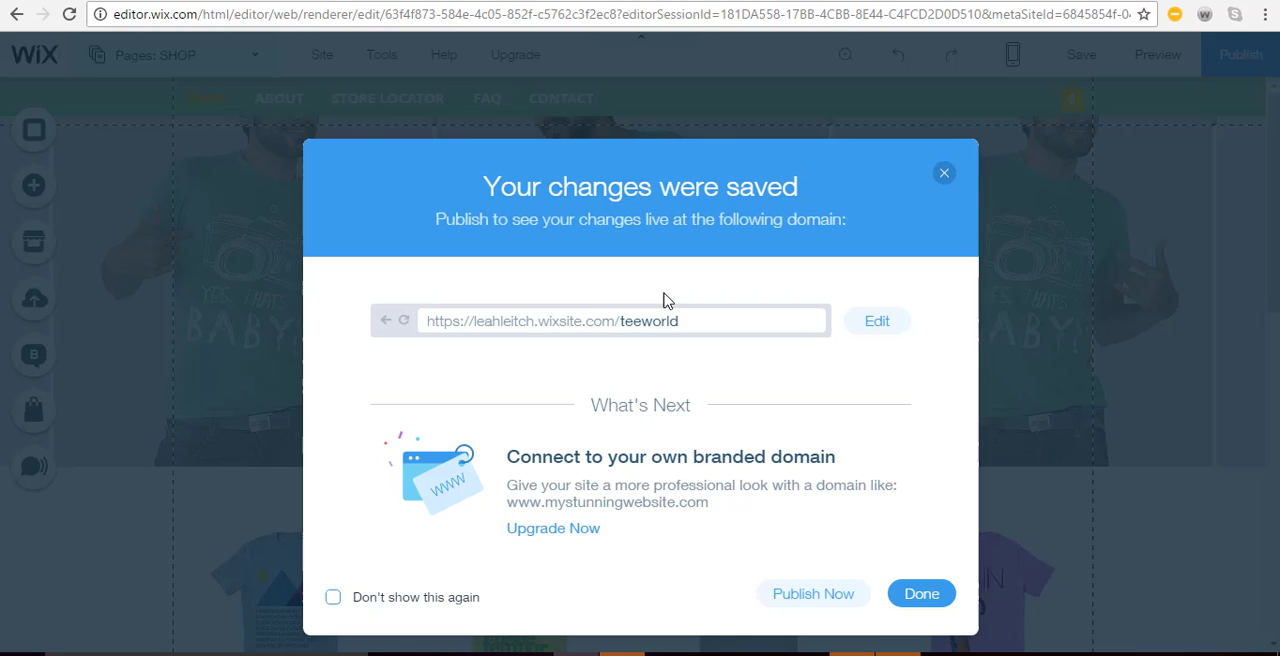 editor.wix.com/html/editor/web/renderer/edit/63f4f873-584e-4c05-852f-c5762c3f2ec8?editorSessionId=181DA558-17BB-4CBB-8E44-C4FCD2D0D510&metaSiteId=6845854f-0
WiX Pages: SHOP Site Tools Help Upgrade Save Preview Publish
ABOUT STORE LOCATOR FAQ CONTACT
Your changes were saved
Publish to see your changes live at the following domain:
YES, THAT'S
BABY!
https://leahleitch.wixsite.com/teeworld Edit
What's Next
Connect to your own branded domain
WWW
Give your site a more professional look with a domain like:
www.mystunningwebsite.com
Upgrade Now
Don't show this again Publish Now Done